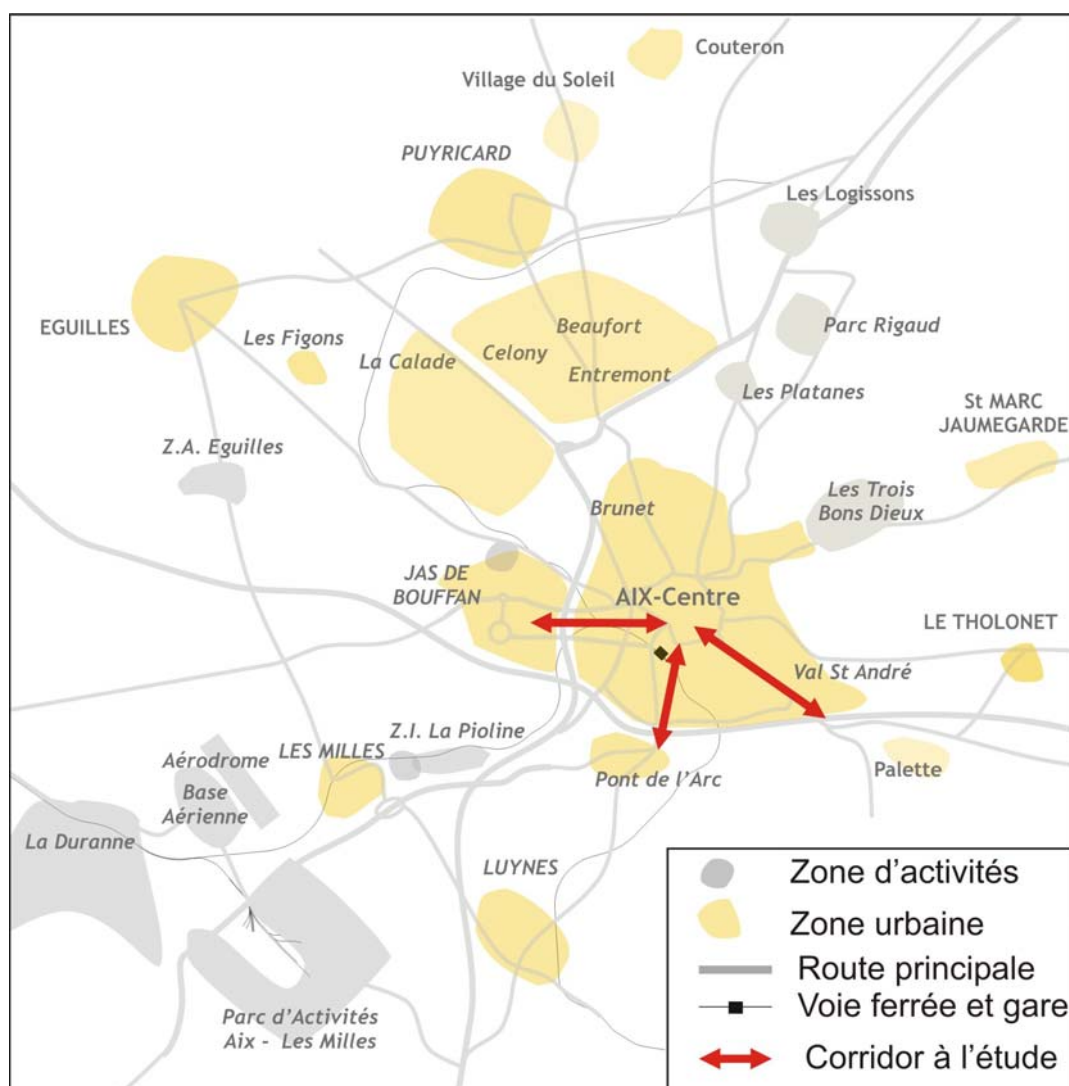 Couteron
Village du Soleil
PUYRICARD
Les Logissons
EGUILLES
Les Figons
La Calade
Celony
Beaufort
Entremont
Parc Rigaud
Les Platanes
St MARC
JAUMEGARDE
Z.A. Eguilles
Brunet
Les Trois
Bons Dieux
JAS DE
BOUFFAN
AIX-Centre
LE THOLONET
Val St André
Z.I. La Pioline
Aérodrome
LES MILLES
Base
Aérienne
Pont de l'Arc
Palette
La Duranne
LUYNES
Parc d'Activités
Aix - Les Milles
Zone d'activités
Zone urbaine
Route principale
Voie ferrée et gare
Corridor à l'étude